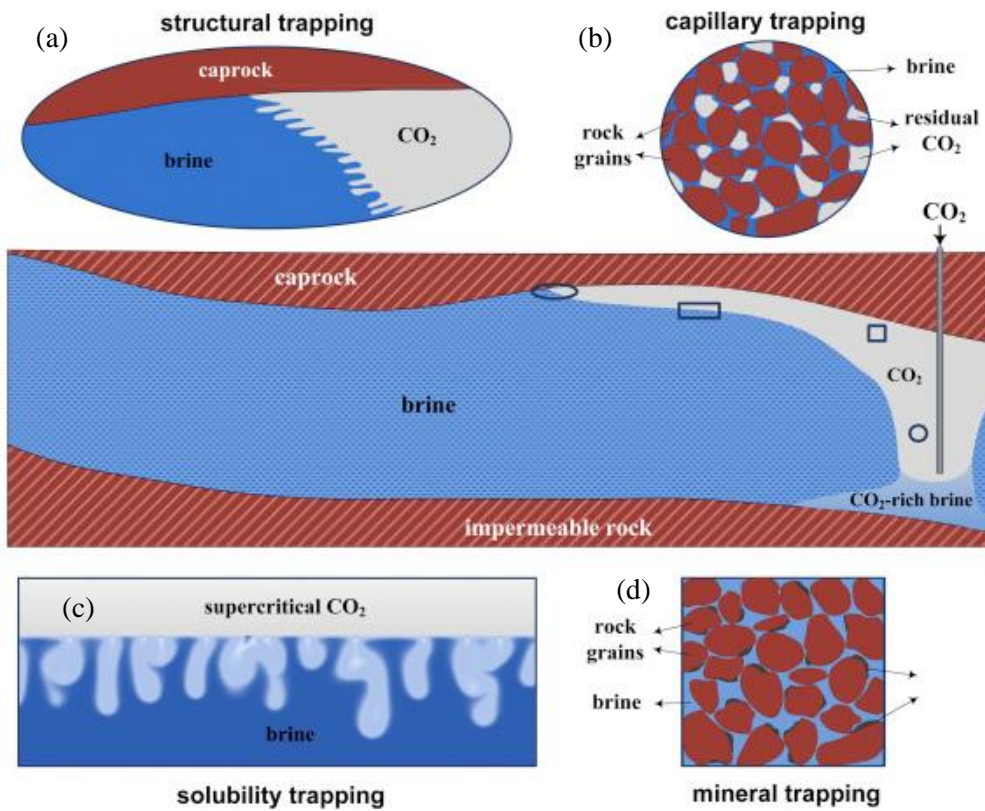 (a)
structural trapping
caprock
CO₂
brine
(b)
capillary trapping
brine
residual
CO₂
rock
grains
CO₂
caprock
CO₂
brine
CO₂-rich brine
impermeable rock
(c)
supercritical CO₂
brine
solubility trapping
(d)
rock
grains
brine
mineral trapping